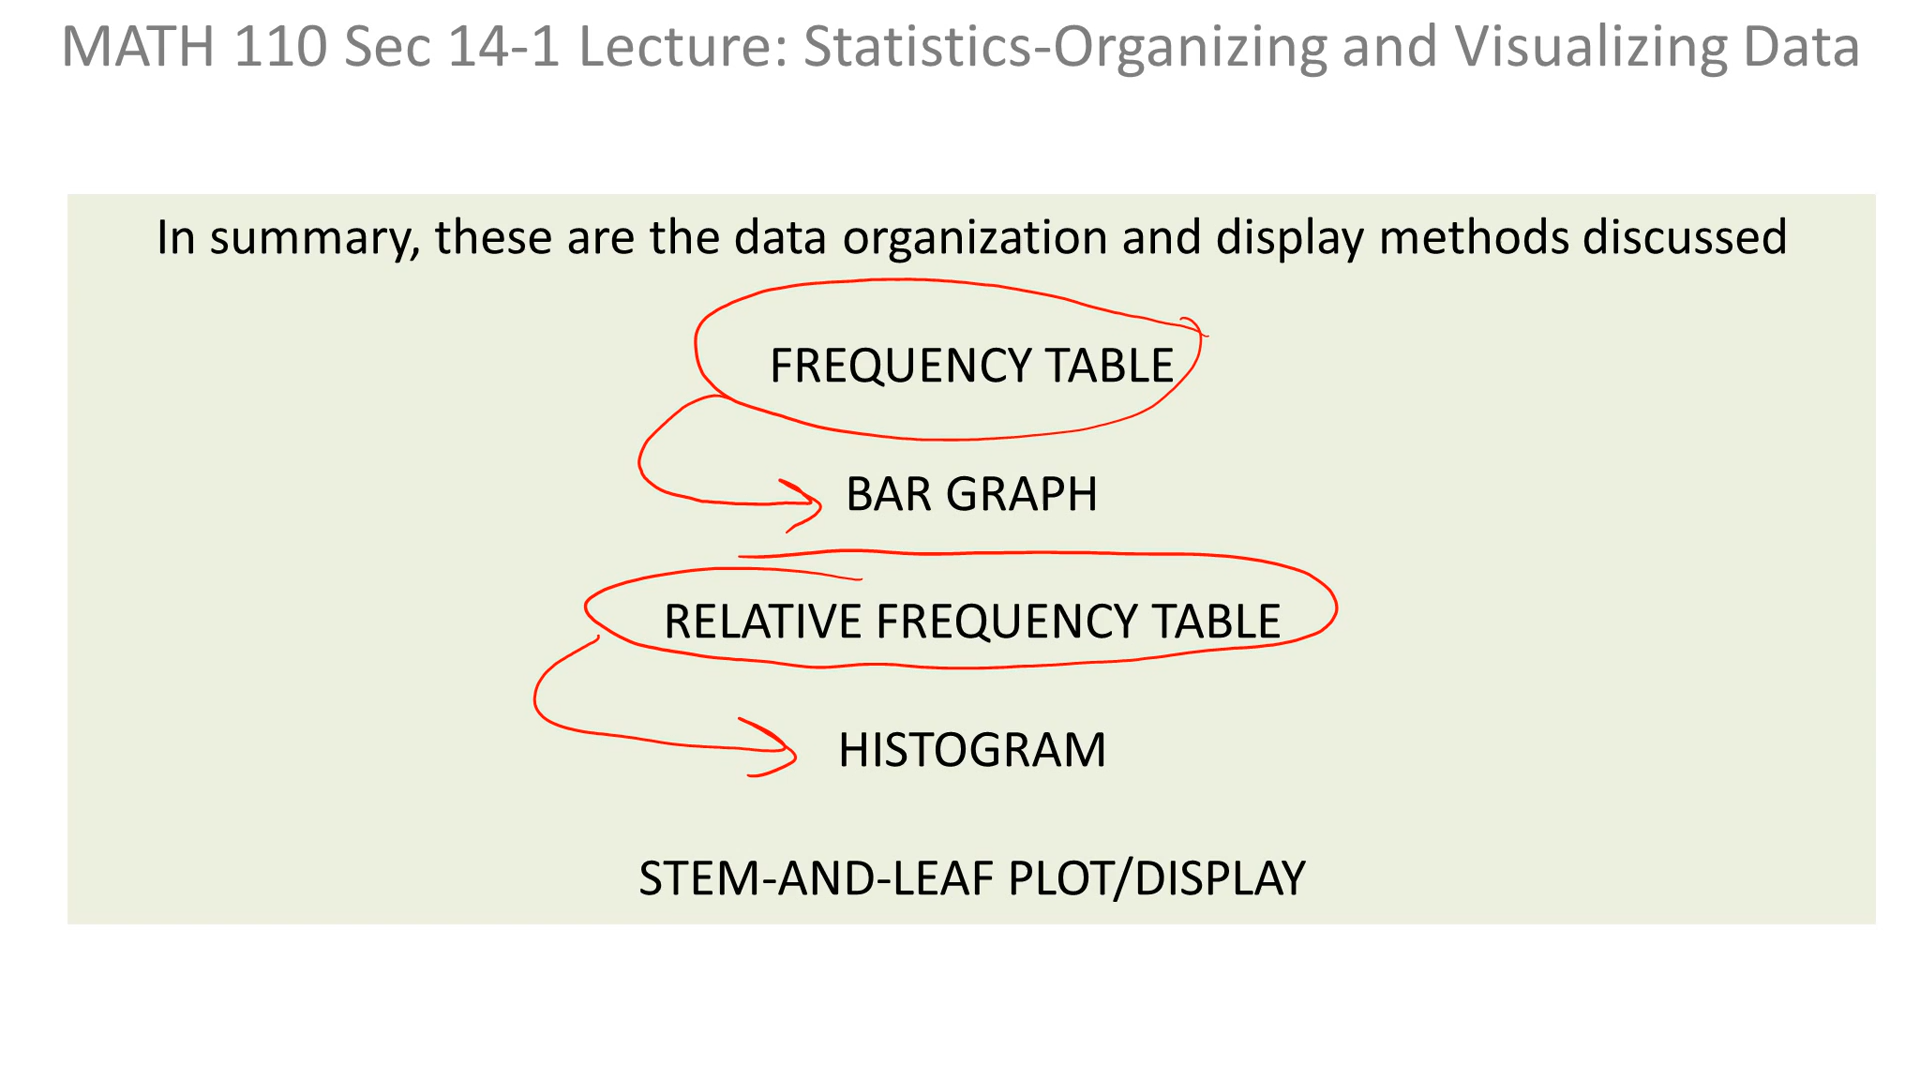 MATH 110 Sec 14-1 Lecture: Statistics-Organizing and Visualizing Data
In summary, these are the data organization and display methods discussed
FREQUENCY TABLE
BAR GRAPH
RELATIVE FREQUENCY TABLE
HISTOGRAM
STEM-AND-LEAF PLOT/DISPLAY